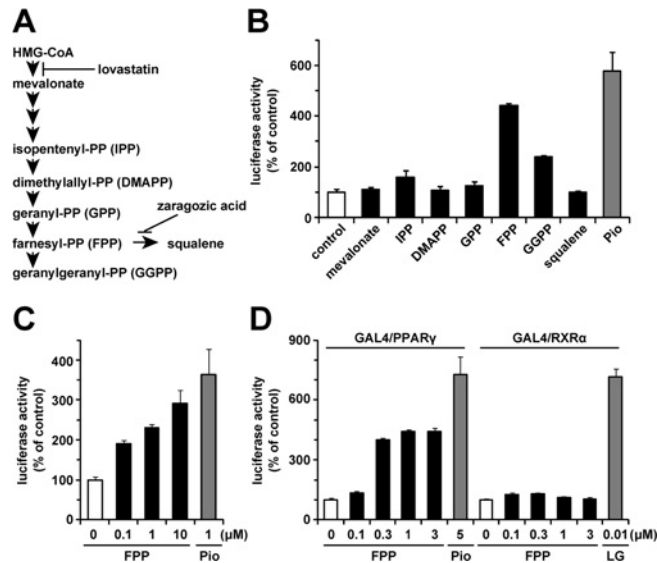 A
HMG-CoA
lovastatin
mevalonate
isopentenyl-PP (IPP)
dimethylallyl-PP (DMAPP)
geranyl-PP (GPP)
zaragozic acid
farnesyl-PP (FPP)
squalene
geranylgeranyl-PP (GGPP)
B
luciferase activity
(% of control)
600
400
200
0
control
mevalonate
IPP
DMAPP
GPP
FPP
GGPP
squalene
Pio
C
luciferase activity
(% of control)
400
300
200
100
0
0 0.1 1 10 1 (μM)
FPP Pio
D
GAL4/PPARγ GAL4/RXRα
luciferase activity
(% of control)
900
600
300
0
0 0.1 0.3 1 3 5 0 0.1 0.3 1 3 0.01 (μM)
FPP Pio FPP LG